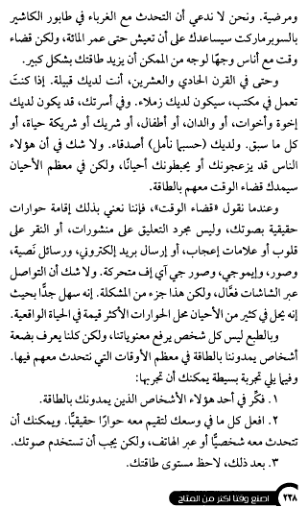 ومرضية. ونحن لا ندعي أن التحدث مع الغرباء في طابور الكاشير
بالسوبرماركت سيساعدك على أن تعيش حتى عمر المائة، ولكن قضاء
وقت مع أناس وجهًا لوجه من الممكن أن يزيد طاقتك بشكل كبير.
وحتى في القرن الحادي والعشرين، أنت لديك قبيلة. إذا كنتَ
تعمل في مكتب، سيكون لديك زملاء. وفي أسرتك، قد يكون لديك
إخوة وأخوات، أو والدان، أو أطفال، أو شريك أو شريكة حياة، أو
كل ما سبق. ولديك (حسبما نأمل) أصدقاء. ولا شك في أن هؤلاء
الناس قد يزعجونك أو يحبطونك أحيانًا، ولكن في معظم الأحيان
سيمدك قضاء الوقت معهم بالطاقة.
وعندما نقول «قضاء الوقت»، فإننا نعني بذلك إقامة حوارات
حقيقية بصوتك، وليس مجرد التعليق على منشورات، أو النقر على
قلوب أو علامات إعجاب، أو إرسال بريد إلكتروني، ورسائل نَصية،
وصور، وإيموجي، وصور جي آي إف متحركة. ولا شك أن التواصل
عبر الشاشات فعَّال، ولكن هذا جزء من المشكلة. إنه سهل جدًّا بحيث
إنه يحل في كثير من الأحيان محل الحوارات الأكثر قيمة في الحياة الواقعية.
وبالطبع ليس كل شخص يرفع معنوياتنا، ولكن كلنا يعرف بضعة
أشخاص يمدوننا بالطاقة في معظم الأوقات التي نتحدث معهم فيها.
وفيما يلي تجربة بسيطة يمكنك أن تجربها:
١. فكِّر في أحد هؤلاء الأشخاص الذين يمدونك بالطاقة.
٢. افعل كل ما في وسعك لتقيم معه حوارًا حقيقيًّا. ويمكنك أن
تتحدث معه شخصيًّا أو عبر الهاتف، ولكن يجب أن تستخدم صوتك.
٣. بعد ذلك، لاحظ مستوى طاقتك.
٢٢٨ اصنع وقتا أكثر من المتاح